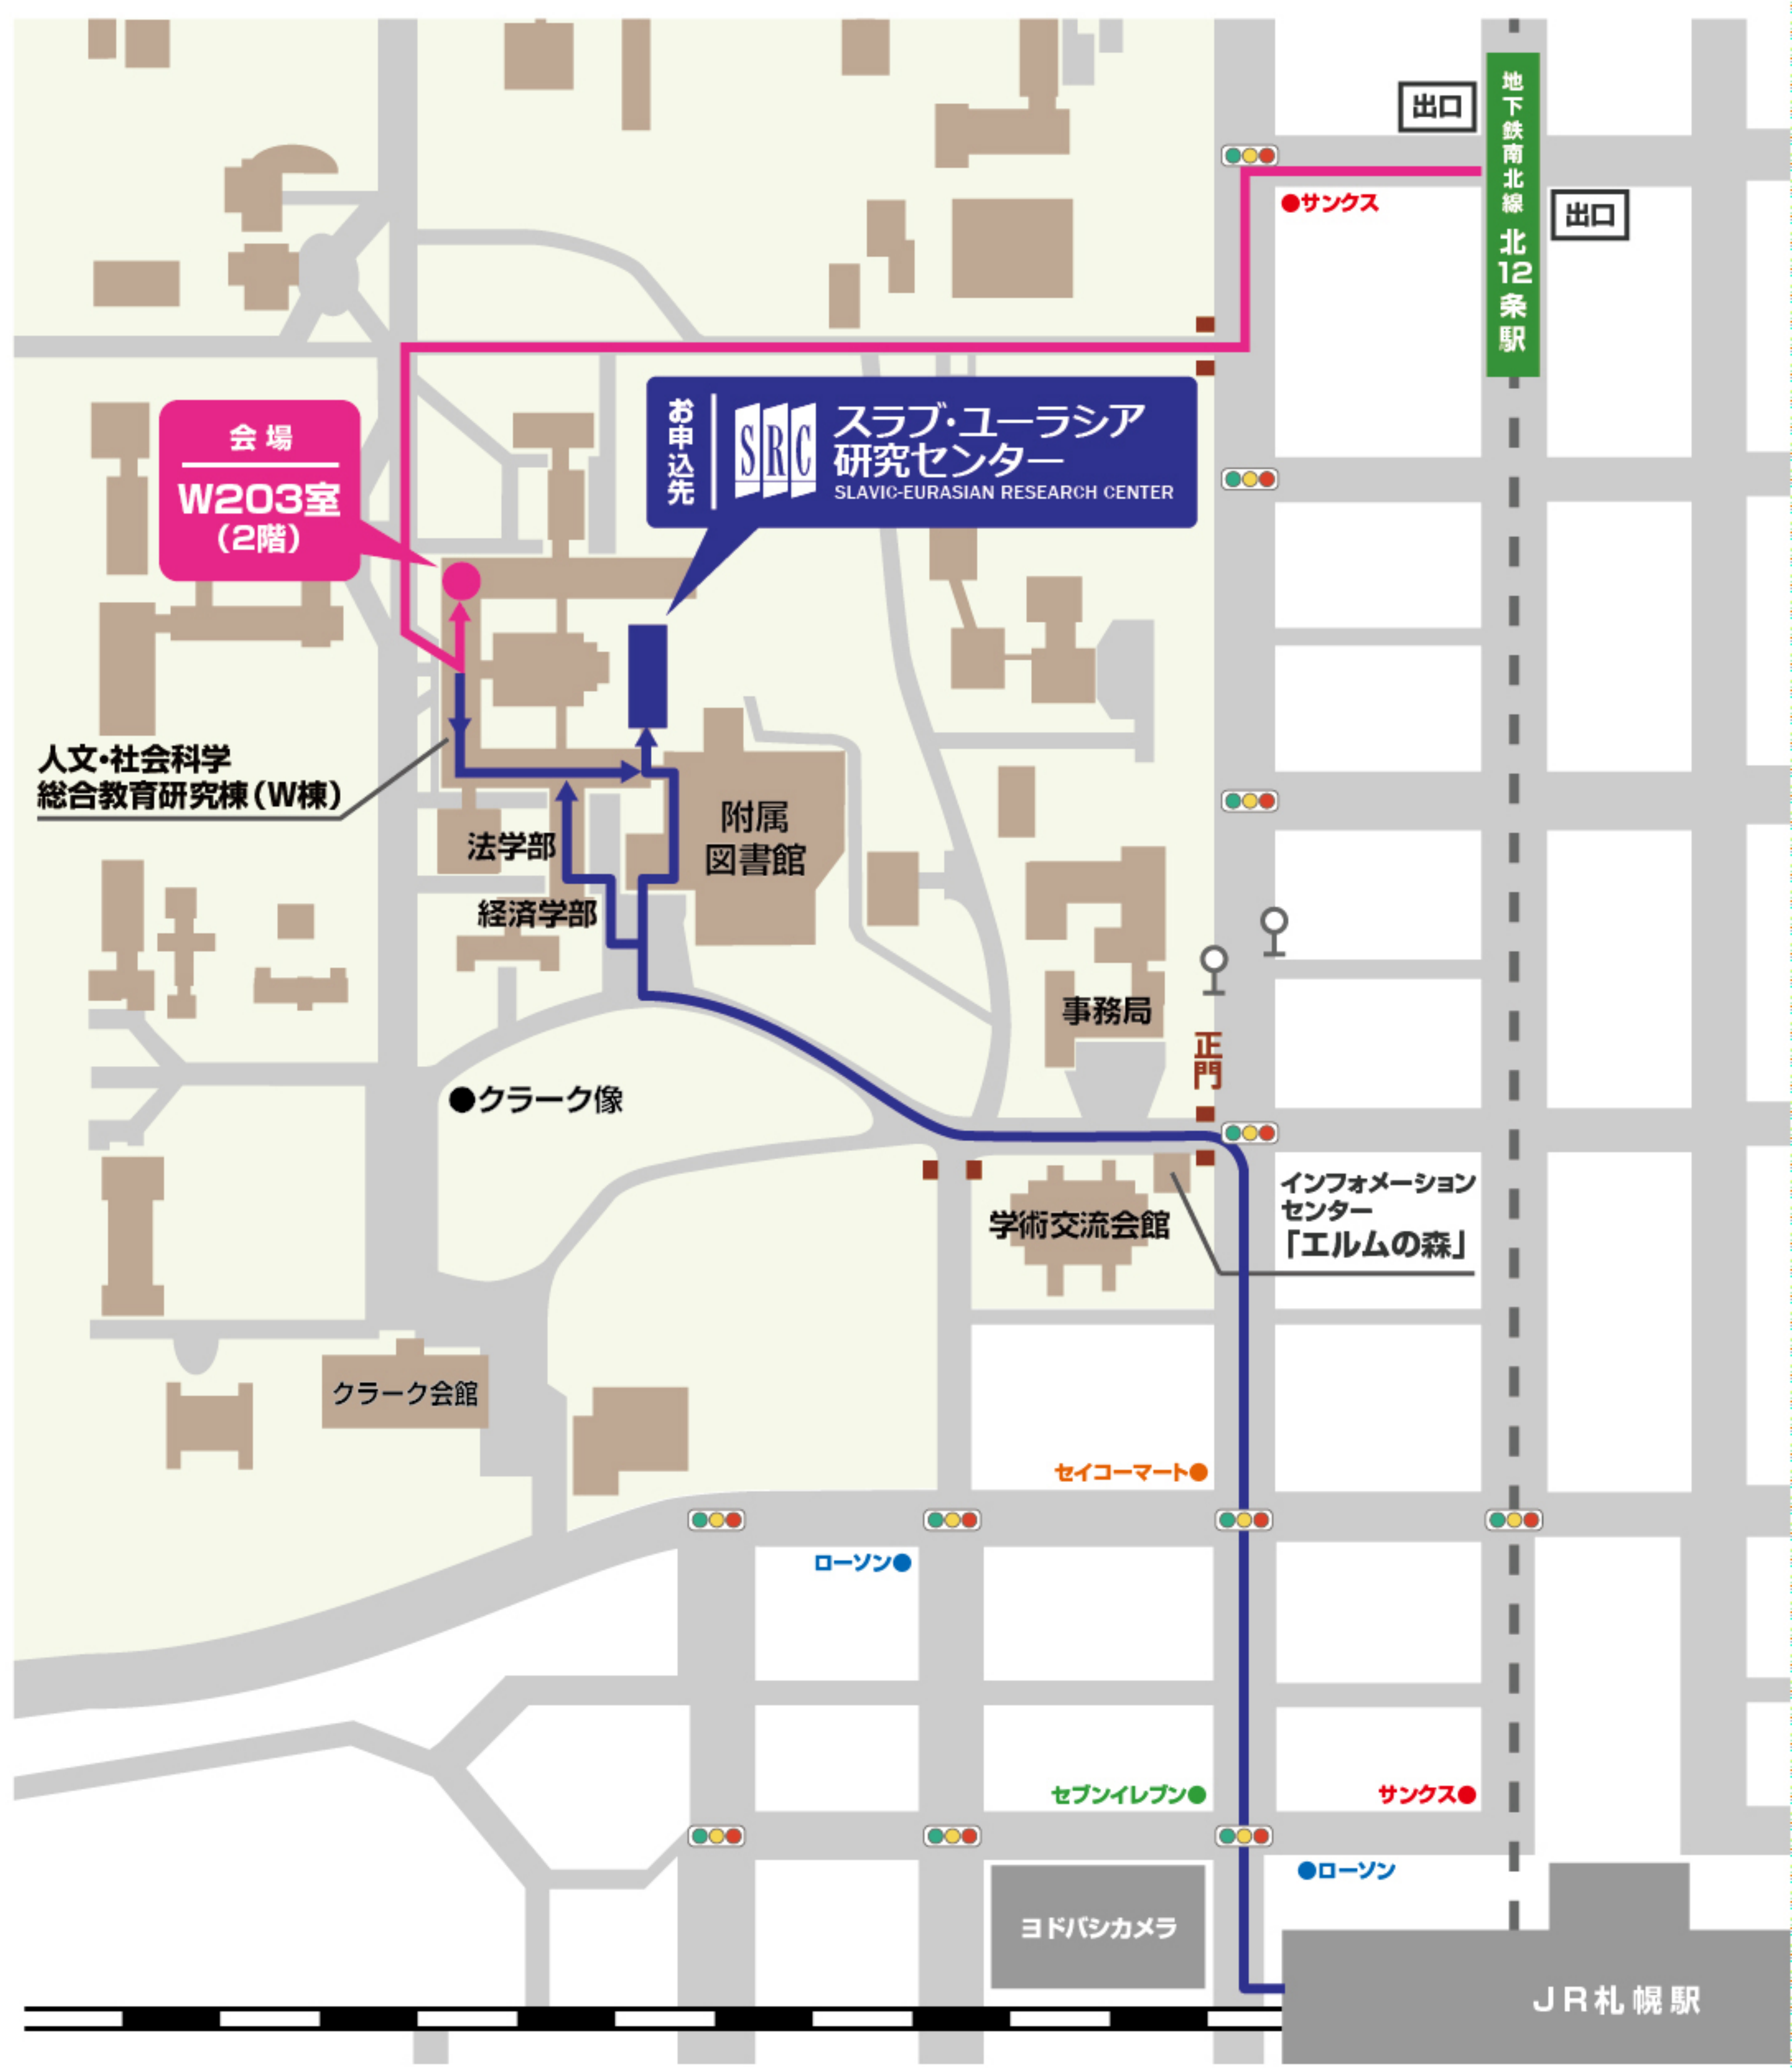 出口
地下鉄南北線 北12条駅
サンクス
出口
会場
W203室
(2階)
お申込先
SRC
スラブ・ユーラシア
研究センター
SLAVIC-EURASIAN RESEARCH CENTER
人文・社会科学
総合教育研究棟(W棟)
法学部
附属
図書館
経済学部
事務局
正門
クラーク像
インフォメーション
センター
「エルムの森」
学術交流会館
クラーク会館
セイコーマート
ローソン
セブンイレブン
サンクス
ローソン
ヨドバシカメラ
JR札幌駅